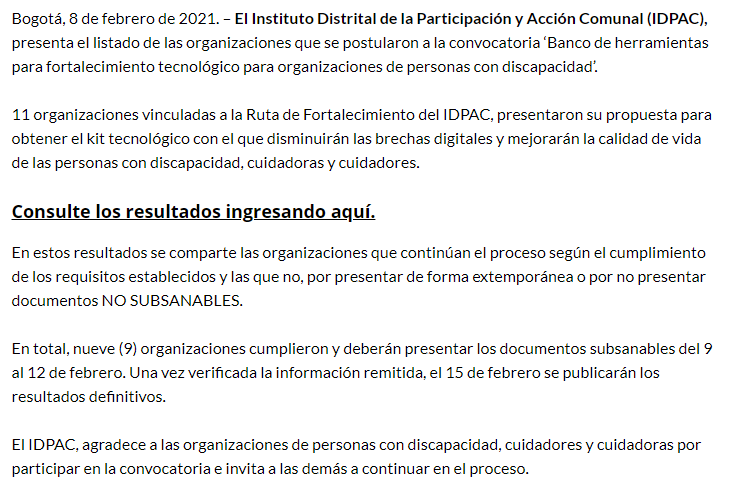 Bogotá, 8 de febrero de 2021. – El Instituto Distrital de la Participación y Acción Comunal (IDPAC),
presenta el listado de las organizaciones que se postularon a la convocatoria ‘Banco de herramientas
para fortalecimiento tecnológico para organizaciones de personas con discapacidad’.
11 organizaciones vinculadas a la Ruta de Fortalecimiento del IDPAC, presentaron su propuesta para
obtener el kit tecnológico con el que disminuirán las brechas digitales y mejorarán la calidad de vida
de las personas con discapacidad, cuidadoras y cuidadores.
Consulte los resultados ingresando aquí.
En estos resultados se comparte las organizaciones que continúan el proceso según el cumplimiento
de los requisitos establecidos y las que no, por presentar de forma extemporánea o por no presentar
documentos NO SUBSANABLES.
En total, nueve (9) organizaciones cumplieron y deberán presentar los documentos subsanables del 9
al 12 de febrero. Una vez verificada la información remitida, el 15 de febrero se publicarán los
resultados definitivos.
El IDPAC, agradece a las organizaciones de personas con discapacidad, cuidadores y cuidadoras por
participar en la convocatoria e invita a las demás a continuar en el proceso.